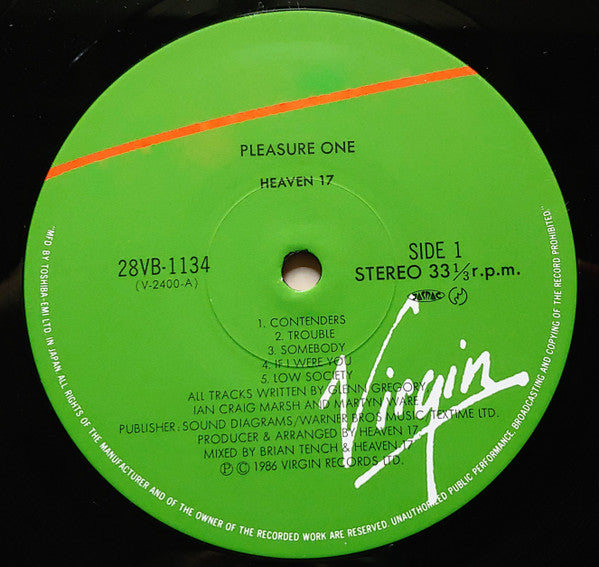 PLEASURE ONE
HEAVEN 17
28VB-1134
(V-2400-A)
SIDE 1
STEREO 33 1/3 r.p.m.
JASRAC
1. CONTENDERS
2. TROUBLE
3. SOMEBODY
4. IF I WERE YOU
5. LOW SOCIETY
ALL TRACKS WRITTEN BY GLENN GREGORY
IAN CRAIG MARSH AND MARTYN WARE
PUBLISHER: SOUND DIAGRAMS/WARNER BROS MUSIC/TEXTIME LTD.
PRODUCER & ARRANGED BY HEAVEN 17
MIXED BY BRIAN TENCH & HEAVEN 17
Ⓟ © 1986 VIRGIN RECORDS LTD.
Virgin
"MFD BY TOSHIBA-EMI LTD IN JAPAN ALL RIGHTS OF THE MANUFACTURER AND OF THE OWNER OF THE RECORDED WORK ARE RESERVED. UNAUTHORIZED PUBLIC PERFORMANCE, BROADCASTING AND COPYING OF THE RECORD PROHIBITED."